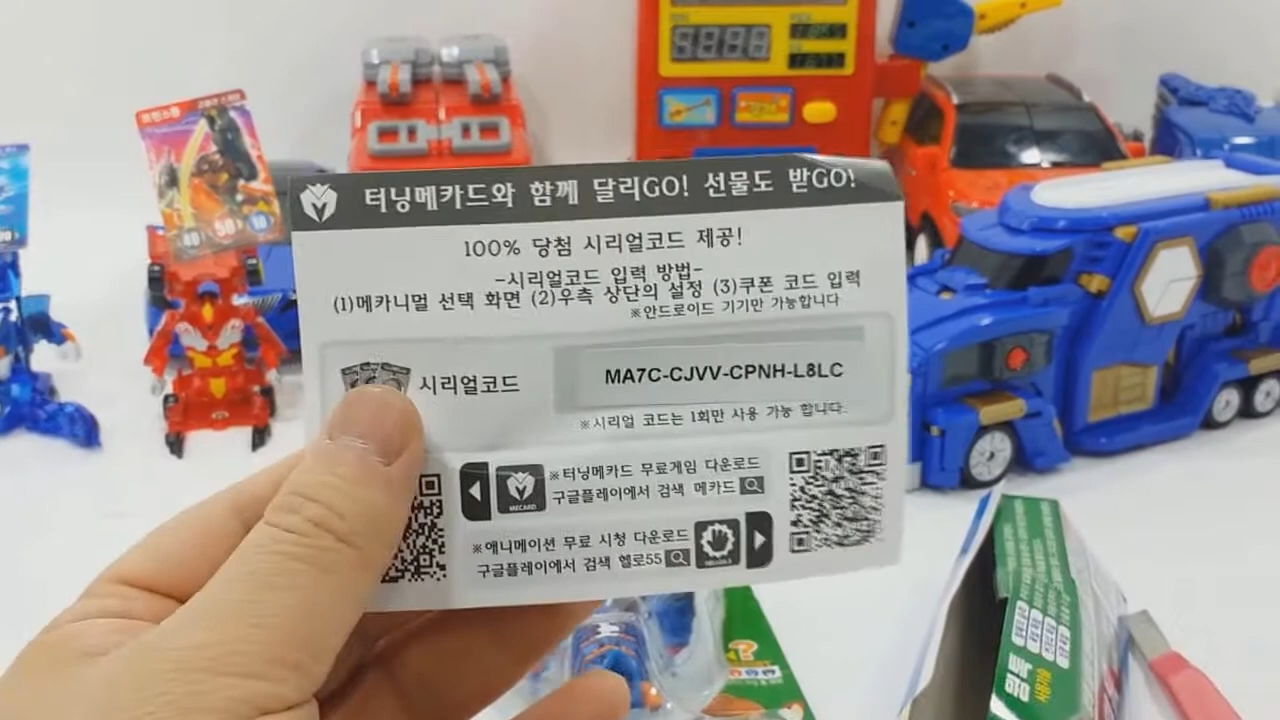 터닝메카드와 함께 달리GO! 선물도 받GO!
100% 당첨 시리얼코드 제공!
-시리얼코드 입력 방법-
(1)메카니멀 선택 화면 (2)우측 상단의 설정 (3)쿠폰 코드 입력
※안드로이드 기기만 가능합니다
시리얼코드
MA7C-CJVV-CPNH-L8LC
※시리얼 코드는 1회만 사용 가능 합니다.
※터닝메카드 무료게임 다운로드
구글플레이에서 검색 메카드
MECARD
※애니메이션 무료 시청 다운로드
구글플레이에서 검색 헬로55